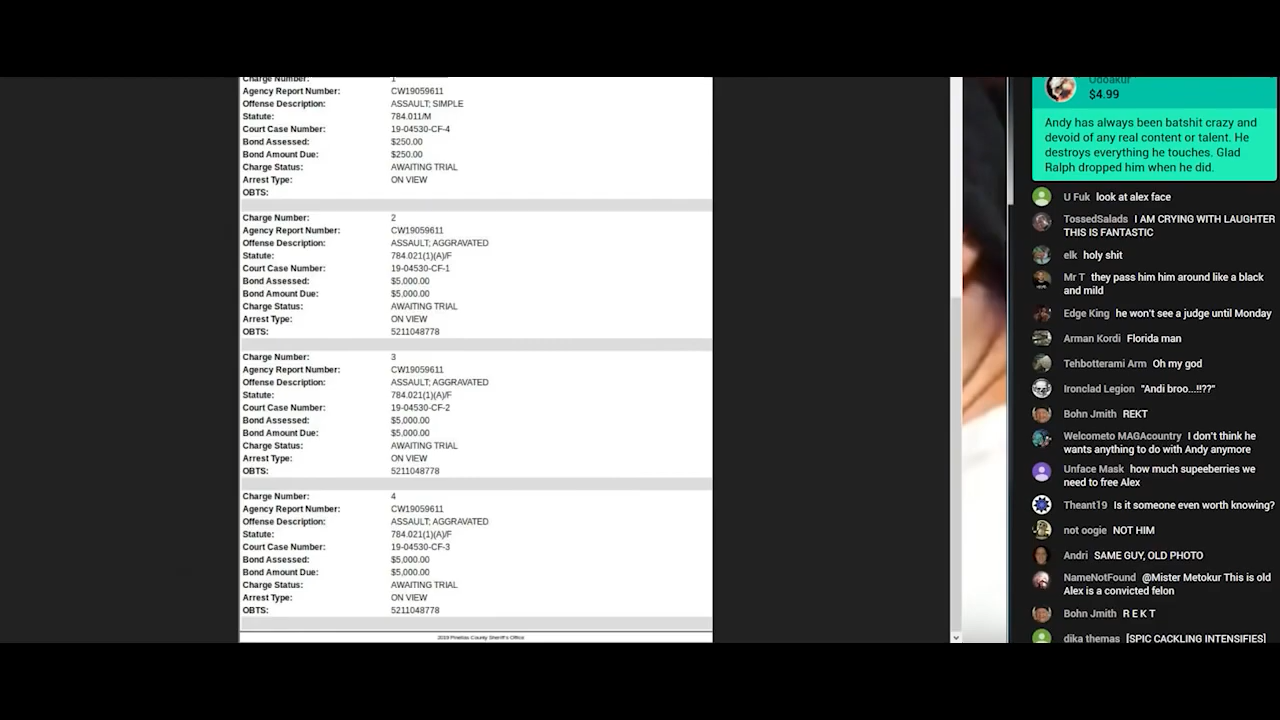 Charge Number: 1
Agency Report Number: CW19059611
Offense Description: ASSAULT; SIMPLE
Statute: 784.011/M
Court Case Number: 19-04530-CF-4
Bond Assessed: $250.00
Bond Amount Due: $250.00
Charge Status: AWAITING TRIAL
Arrest Type: ON VIEW
OBTS:
Charge Number: 2
Agency Report Number: CW19059611
Offense Description: ASSAULT; AGGRAVATED
Statute: 784.021(1)(A)/F
Court Case Number: 19-04530-CF-1
Bond Assessed: $5,000.00
Bond Amount Due: $5,000.00
Charge Status: AWAITING TRIAL
Arrest Type: ON VIEW
OBTS: 5211048778
Charge Number: 3
Agency Report Number: CW19059611
Offense Description: ASSAULT; AGGRAVATED
Statute: 784.021(1)(A)/F
Court Case Number: 19-04530-CF-2
Bond Assessed: $5,000.00
Bond Amount Due: $5,000.00
Charge Status: AWAITING TRIAL
Arrest Type: ON VIEW
OBTS: 5211048778
Charge Number: 4
Agency Report Number: CW19059611
Offense Description: ASSAULT; AGGRAVATED
Statute: 784.021(1)(A)/F
Court Case Number: 19-04530-CF-3
Bond Assessed: $5,000.00
Bond Amount Due: $5,000.00
Charge Status: AWAITING TRIAL
Arrest Type: ON VIEW
OBTS: 5211048778
2019 Pinellas County Sheriff's Office
$4.99
Andy has always been batshit crazy and
devoid of any real content or talent. He
destroys everything he touches. Glad
Ralph dropped him when he did.
U Fuk look at alex face
TossedSalads I AM CRYING WITH LAUGHTER
THIS IS FANTASTIC
elk holy shit
Mr T they pass him him around like a black
and mild
Edge King he won't see a judge until Monday
Arman Kordi Florida man
Tehbotterami Arm Oh my god
Ironclad Legion "Andi broo...!!??"
Bohn Jmith REKT
Welcometo MAGAcountry I don't think he
wants anything to do with Andy anymore
Unface Mask how much supeeberries we
need to free Alex
Theant19 Is it someone even worth knowing?
not oogie NOT HIM
Andri SAME GUY, OLD PHOTO
NameNotFound @Mister Metokur This is old
Alex is a convicted felon
Bohn Jmith R E K T
dika themas [SPIC CACKLING INTENSIFIES]